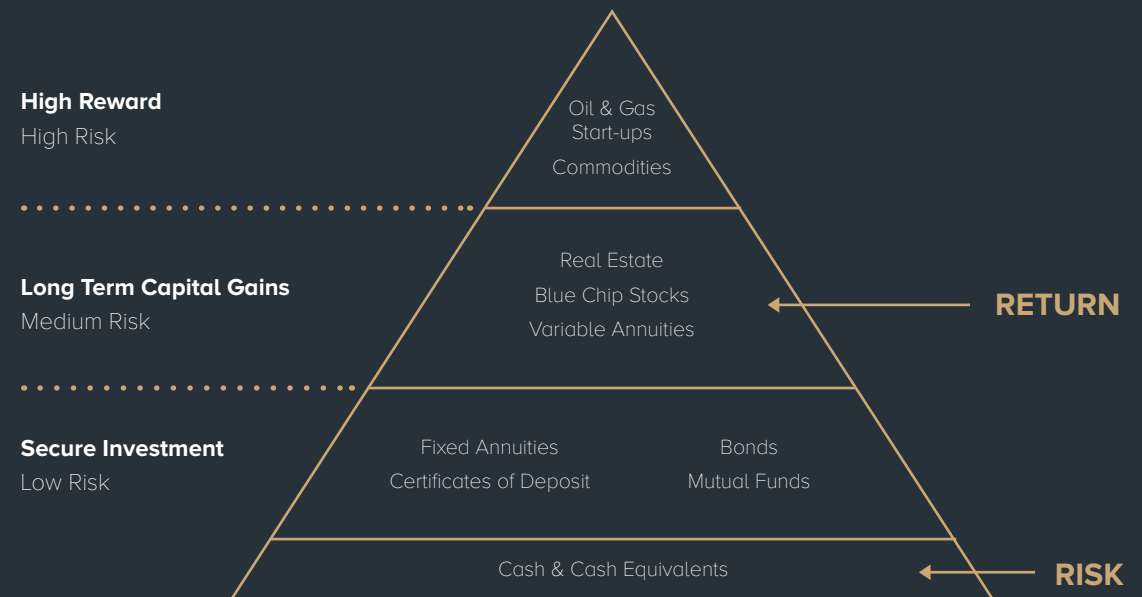 High Reward
High Risk
Oil & Gas
Start-ups
Commodities
Long Term Capital Gains
Medium Risk
Real Estate
Blue Chip Stocks
Variable Annuities
RETURN
Secure Investment
Low Risk
Fixed Annuities
Certificates of Deposit
Bonds
Mutual Funds
Cash & Cash Equivalents
RISK